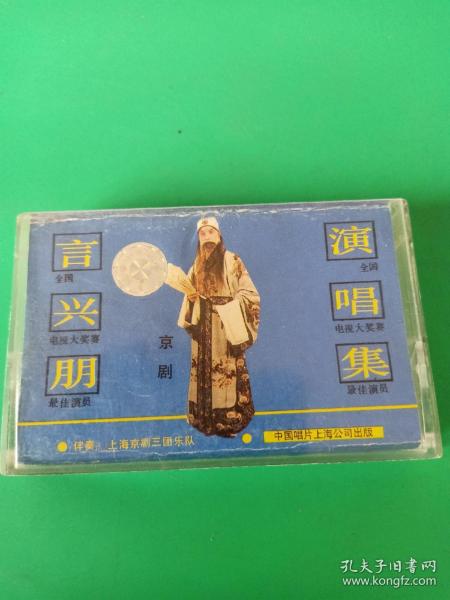 言
全国
兴
电视大奖赛
朋
最佳演员
京
剧
演
全国
唱
电视大奖赛
集
最佳演员
伴奏：上海京剧三团乐队
中国唱片上海公司出版
孔夫子旧书网
www.kongfz.com